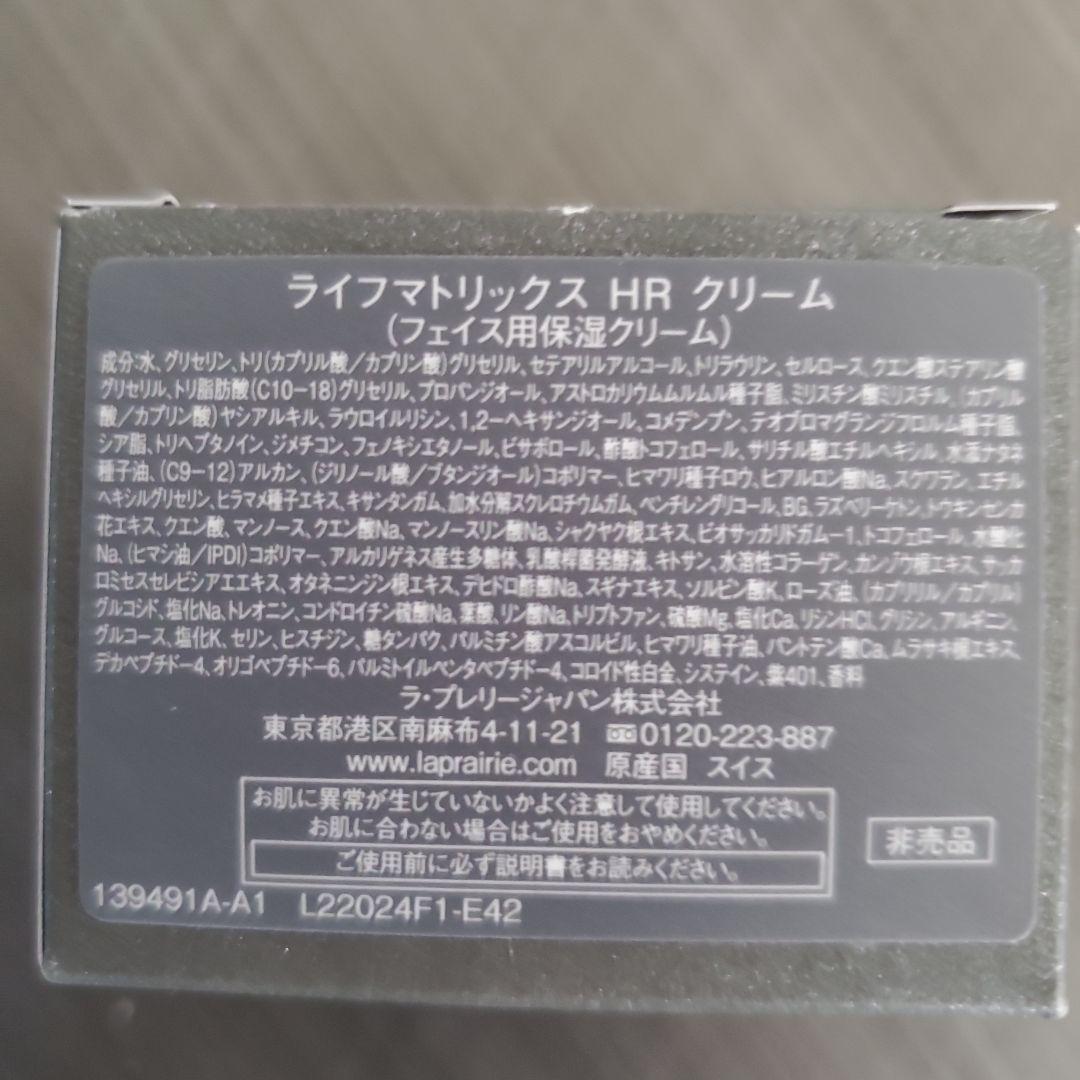 ライフマトリックス HR クリーム
(フェイス用保湿クリーム)
成分:水、グリセリン、トリ(カプリル酸/カプリン酸)グリセリル、セテアリルアルコール、トリラウリン、セルロース、クエン酸ステアリン酸
グリセリル、トリ脂肪酸(C10-18)グリセリル、プロパンジオール、アストロカリウムムルムル種子脂、ミリスチン酸ミリスチル、(カプリル
酸/カプリン酸)ヤシアルキル、ラウロイルリシン、1,2-ヘキサンジオール、コメデンプン、テオブロマグランジフロルム種子脂、
シア脂、トリヘプタノイン、ジメチコン、フェノキシエタノール、ビサボロール、酢酸トコフェロール、サリチル酸エチルヘキシル、水添ナタネ
種子油、(C9-12)アルカン、(ジリノール酸/ブタンジオール)コポリマー、ヒマワリ種子ロウ、ヒアルロン酸Na、スクワラン、エチル
ヘキシルグリセリン、ヒラマメ種子エキス、キサンタンガム、加水分解スクレロチウムガム、ペンチレングリコール、BG、ラズベリーケトン、トウキンセンカ
花エキス、クエン酸、マンノース、クエン酸Na、マンノースリン酸Na、シャクヤク根エキス、ビオサッカリドガム-1、トコフェロール、水酸化
Na、(ヒマシ油/IPDI)コポリマー、アルカリゲネス産生多糖体、乳酸桿菌発酵液、キトサン、水溶性コラーゲン、カンゾウ根エキス、サッカ
ロミセスセレビシアエエキス、オタネニンジン根エキス、デヒドロ酢酸Na、スギナエキス、ソルビン酸K、ローズ油、(カプリリル/カプリル)
グルコシド、塩化Na、トレオニン、コンドロイチン硫酸Na、葉酸、リン酸Na、トリプトファン、硫酸Mg、塩化Ca、リシンHCl、グリシン、アルギニン、
グルコース、塩化K、セリン、ヒスチジン、糖タンパク、パルミチン酸アスコルビル、ヒマワリ種子油、パントテン酸Ca、ムラサキ根エキス、
デカペプチド-4、オリゴペプチド-6、パルミトイルペンタペプチド-4、コロイド性白金、システイン、紫401、香料
ラ・プレリージャパン株式会社
東京都港区南麻布4-11-21 0120-223-887
www.laprairie.com 原産国 スイス
お肌に異常が生じていないかよく注意して使用してください。
お肌に合わない場合はご使用をおやめください。
ご使用前に必ず説明書をお読みください。
非売品
139491A-A1 L22024F1-E42